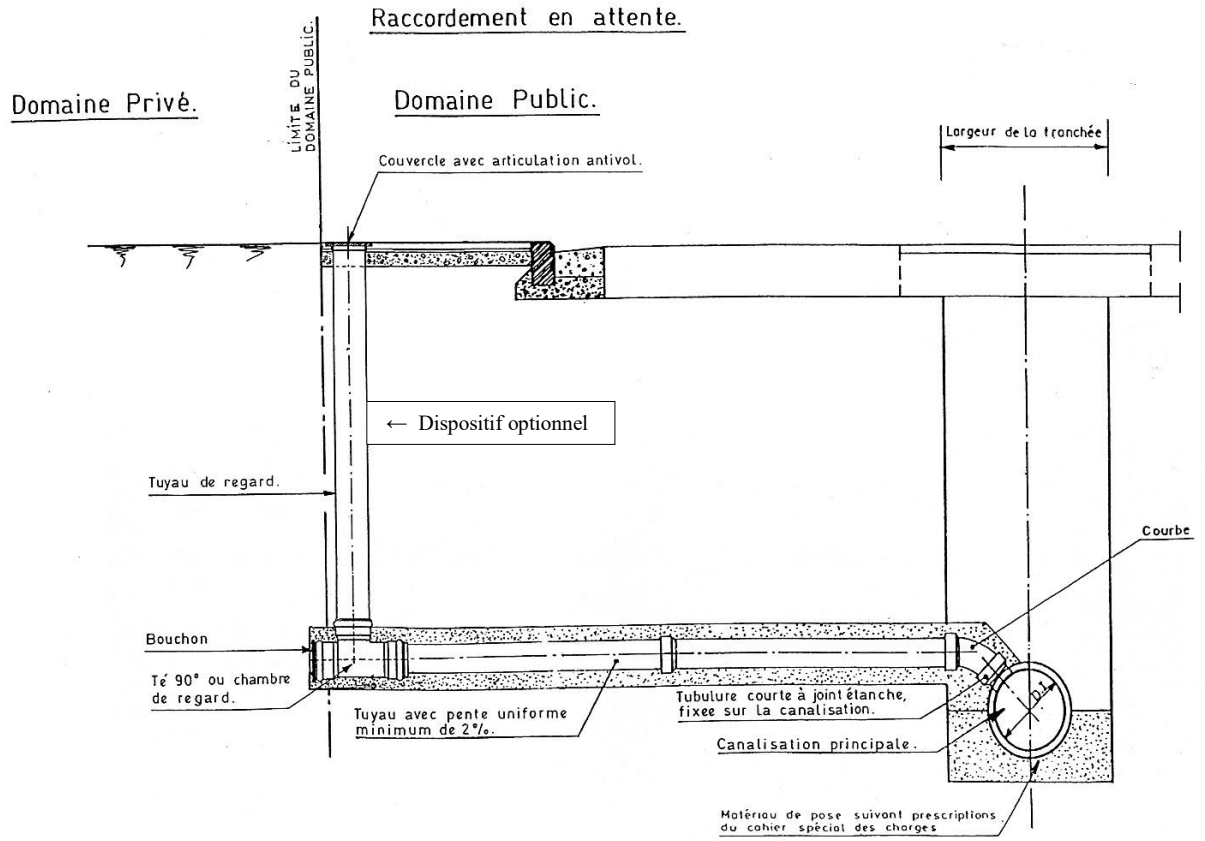 Raccordement en attente.
Domaine Privé.
LIMITE DU
DOMAINE PUBLIC.
Domaine Public.
Largeur de la tranchée
Couvercle avec articulation antivol.
← Dispositif optionnel
Tuyau de regard.
Courbe
Bouchon
Té 90° ou chambre
de regard.
Tuyau avec pente uniforme
minimum de 2%.
Tubulure courte à joint étanche,
fixee sur la canalisation.
Canalisation principale.
Matériau de pose suivant prescriptions
du cahier spécial des charges